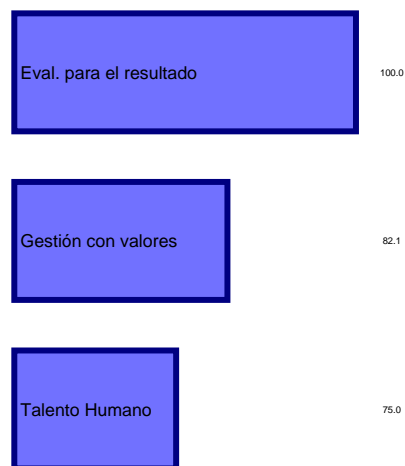 Eval. para el resultado 100.0
Gestión con valores 82.1
Talento Humano 75.0